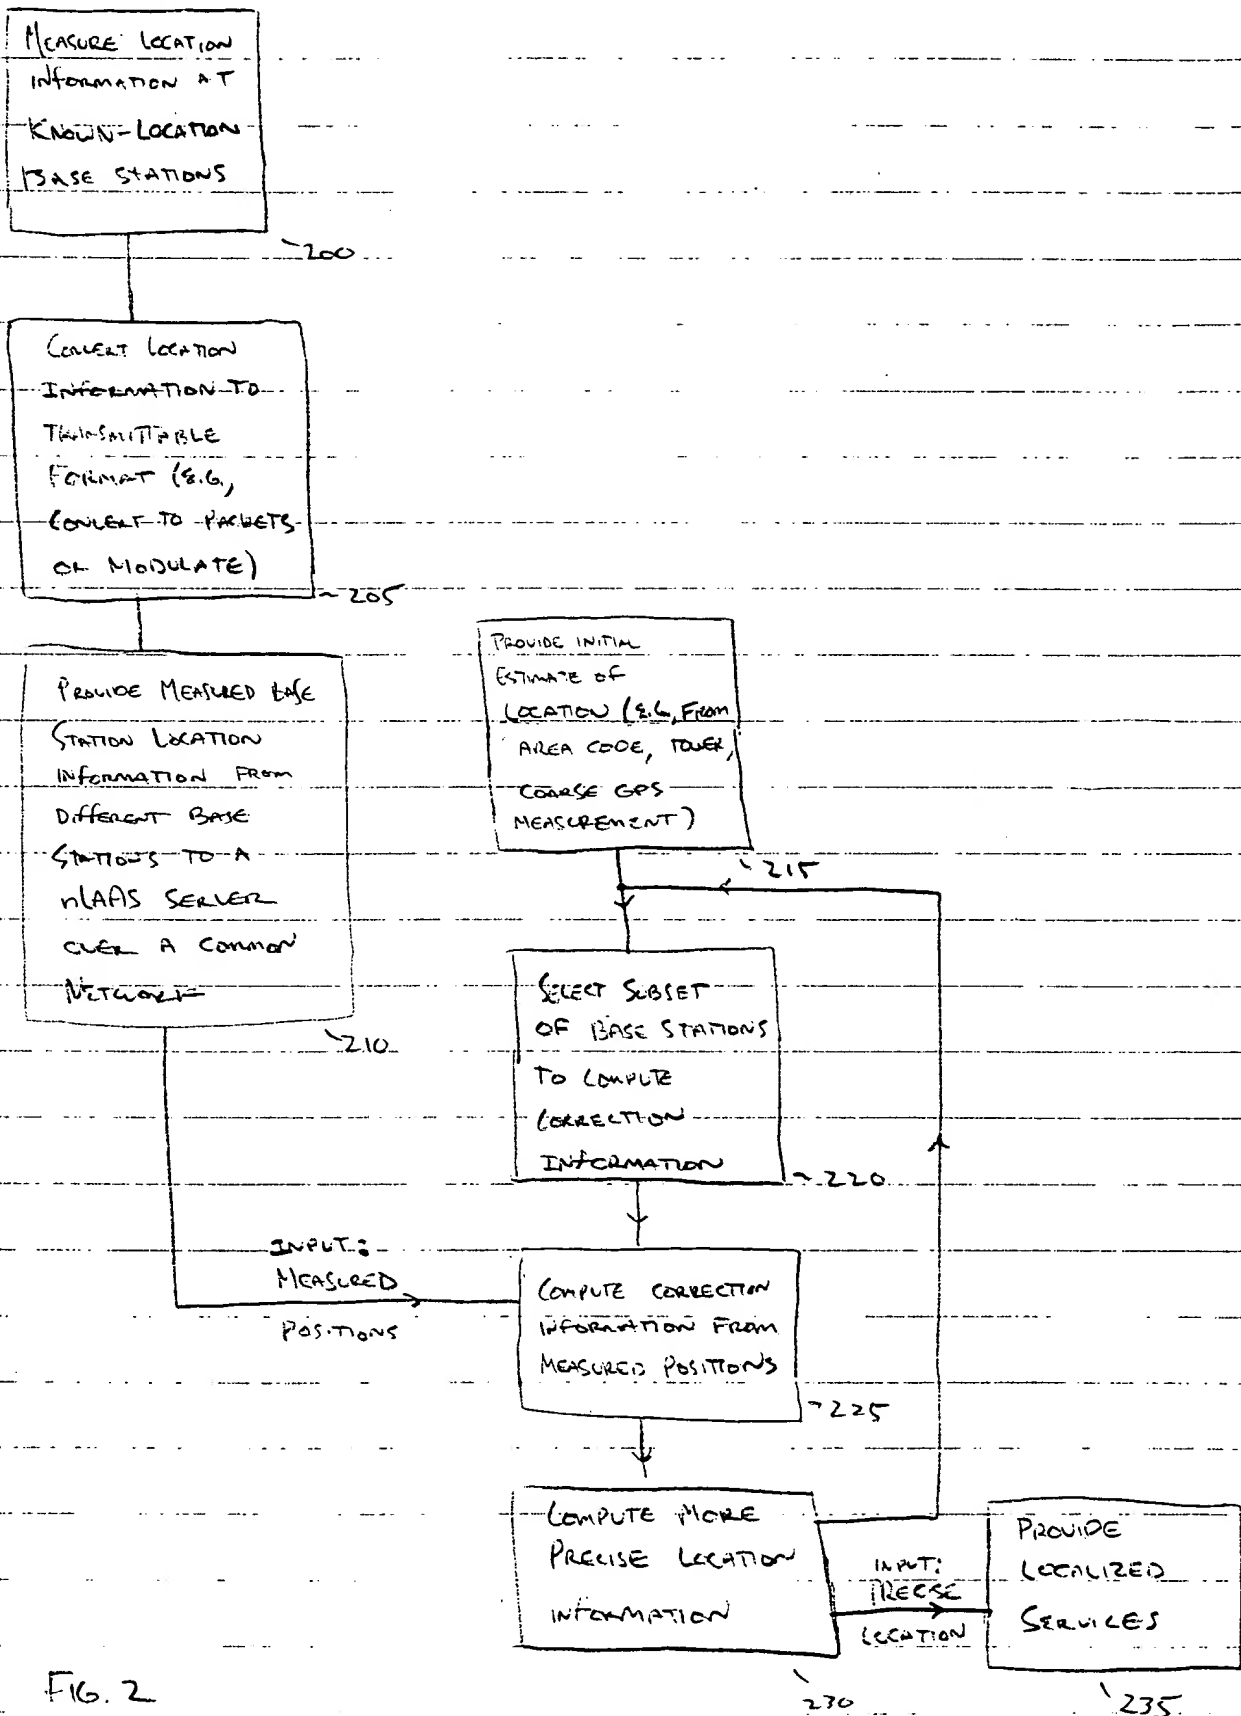 MEASURE LOCATION
INFORMATION AT
KNOWN-LOCATION
BASE STATIONS
200
CONVERT LOCATION
INFORMATION TO
TRANSMITTABLE
FORMAT (E.G,
CONVERT TO PACKETS
OR MODULATE)
205
PROVIDE MEASURED BASE
STATION LOCATION
INFORMATION FROM
DIFFERENT BASE
STATIONS TO A
nLAAS SERVER
OVER A COMMON
NETWORK
210
PROVIDE INITIAL
ESTIMATE OF
LOCATION (E.G, FROM
AREA CODE, TOWER,
COARSE GPS
MEASUREMENT)
215
SELECT SUBSET
OF BASE STATIONS
TO COMPUTE
CORRECTION
INFORMATION
220
INPUT:
MEASURED
POSITIONS
COMPUTE CORRECTION
INFORMATION FROM
MEASURED POSITIONS
225
COMPUTE MORE
PRECISE LOCATION
INFORMATION
230
INPUT:
PRECISE
LOCATION
PROVIDE
LOCALIZED
SERVICES
235
FIG. 2